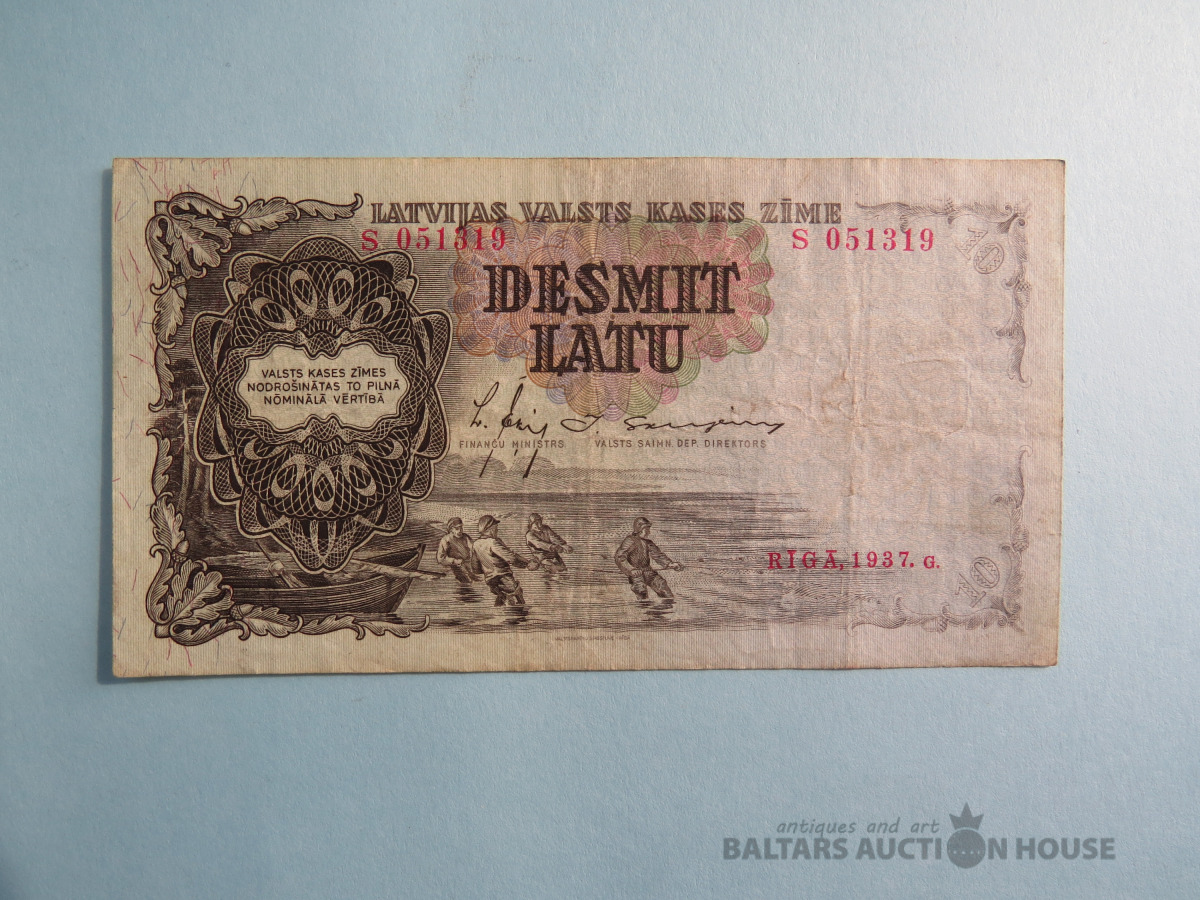 LATVIJAS VALSTS KASES ZĪME
S 051319 S 051319
DESMIT
LATU
10
10
VALSTS KASES ZĪMES
NODROŠINĀTAS TO PILNĀ
NŌMINĀLĀ VĒRTĪBĀ
FINANČU MINISTRS VALSTS SAIMN. DEP. DIREKTORS
RĪGĀ, 1937. G.
antiques and art
BALTARS AUCTION HOUSE